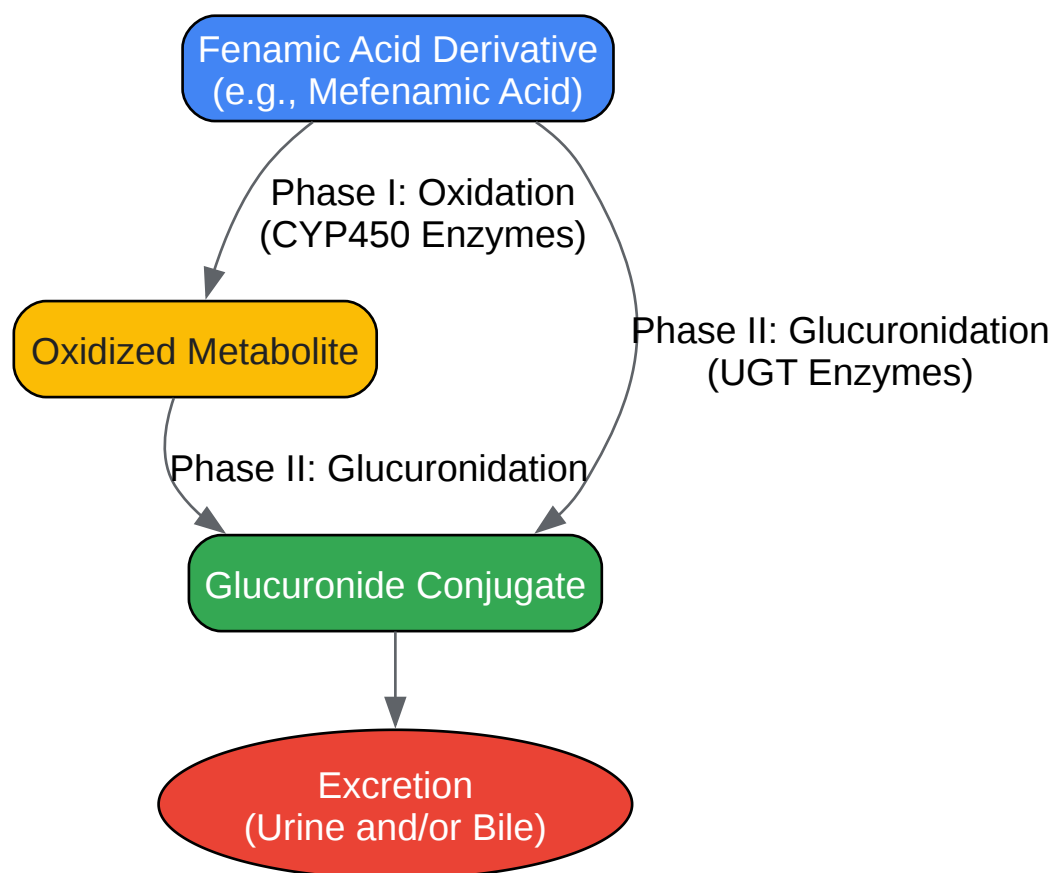 Fenamic Acid Derivative
(e.g., Mefenamic Acid)
Phase I: Oxidation
(CYP450 Enzymes)
Oxidized Metabolite
Phase II: Glucuronidation
(UGT Enzymes)
Phase II: Glucuronidation
Glucuronide Conjugate
Excretion
(Urine and/or Bile)